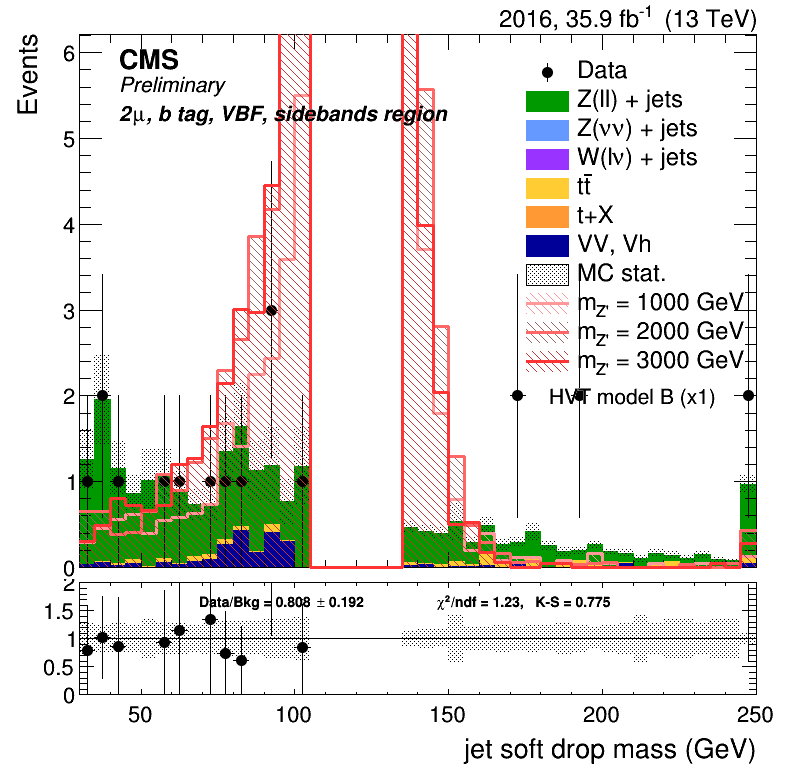 2016, 35.9 fb⁻¹ (13 TeV)
Events
CMS
Preliminary
2μ, b tag, VBF, sidebands region
6
5
4
3
2
1
0
Data
Z(ll) + jets
Z(νν) + jets
W(lν) + jets
tt̄
t+X
VV, Vh
MC stat.
m_Z' = 1000 GeV
m_Z' = 2000 GeV
m_Z' = 3000 GeV
HVT model B (x1)
2
1.5
1
0.5
0
Data/Bkg = 0.808 ± 0.192
χ²/ndf = 1.23, K-S = 0.775
50 100 150 200 250
jet soft drop mass (GeV)